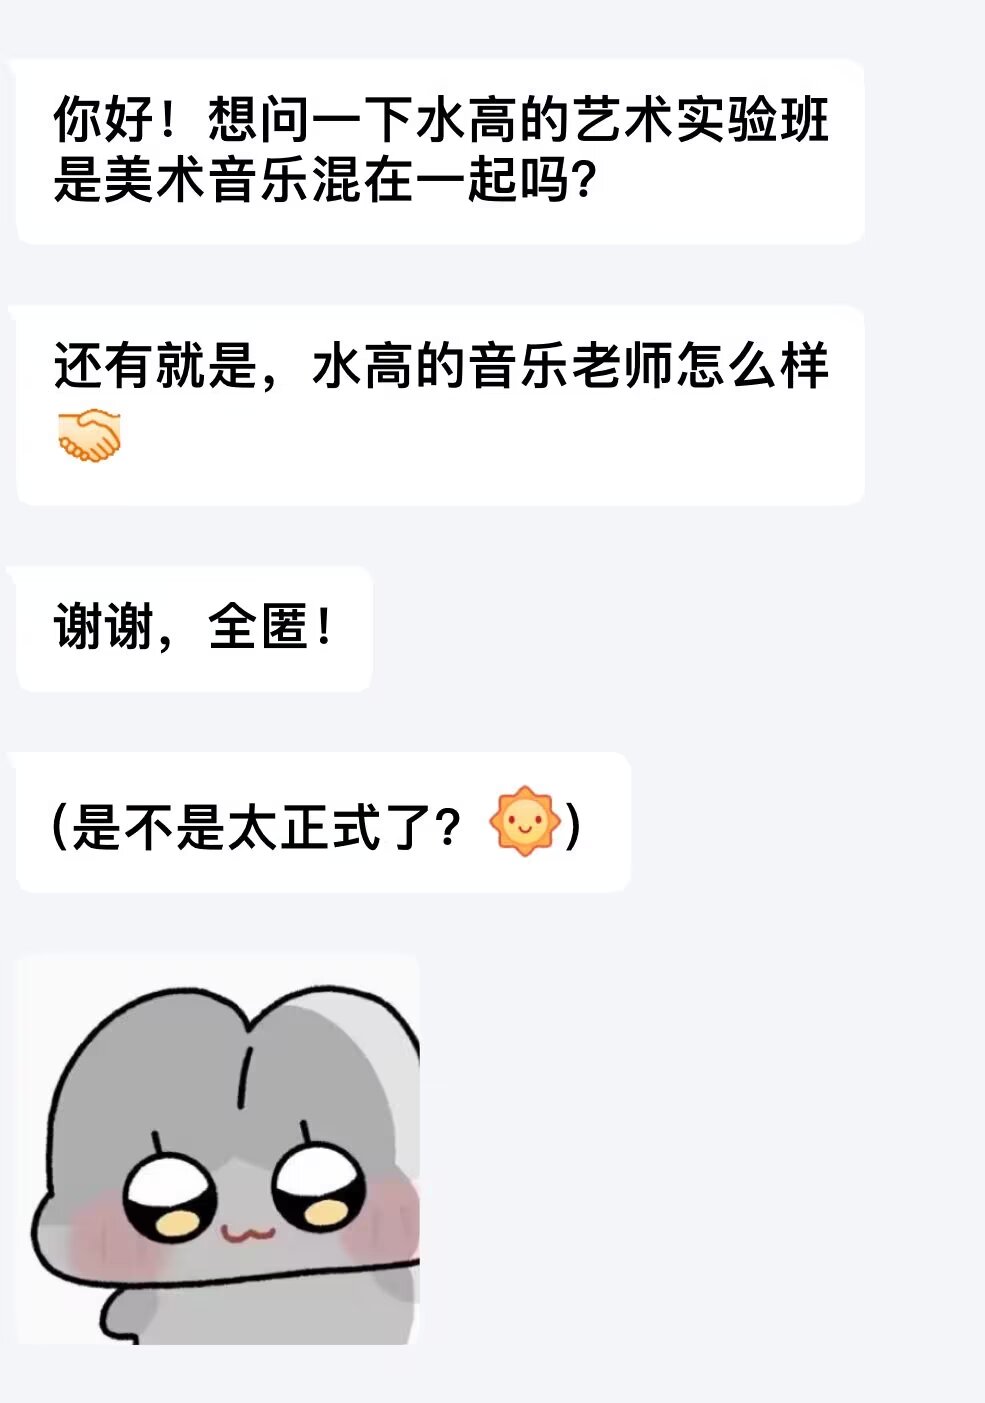 你好！想问一下水高的艺术实验班
是美术音乐混在一起吗？
还有就是，水高的音乐老师怎么样
🤝
谢谢，全匿！
（是不是太正式了？🌞）